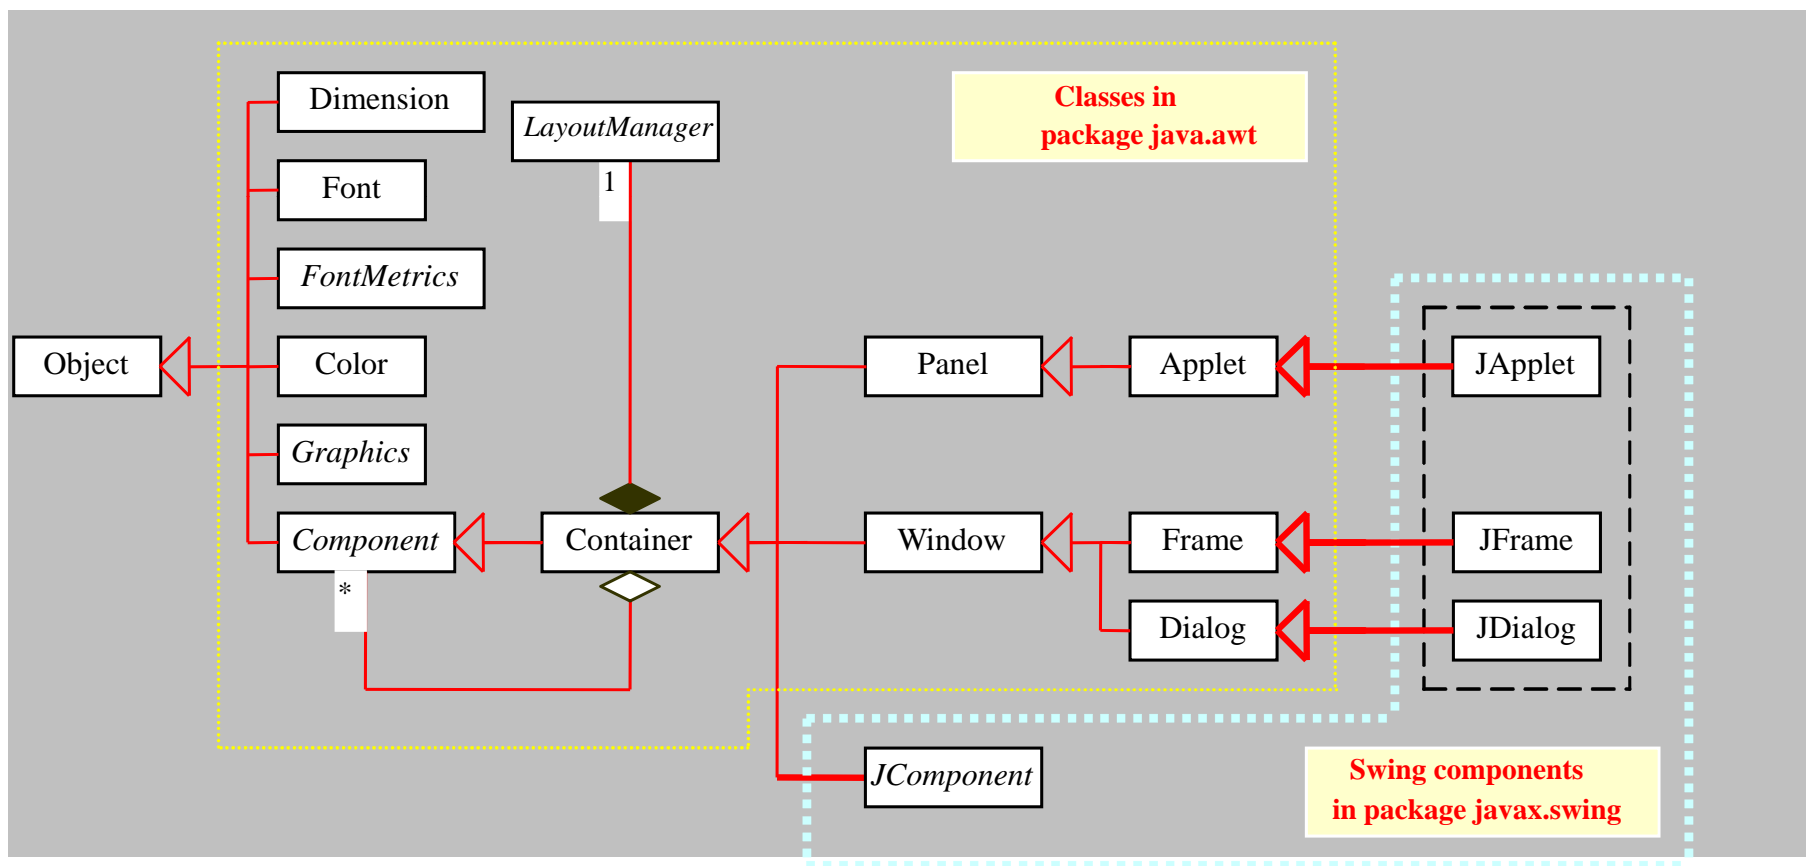 Dimension
LayoutManager
Classes in
package java.awt
1
Font
FontMetrics
Object
Color
Panel
Applet
JApplet
Graphics
Component
Container
Window
Frame
JFrame
*
Dialog
JDialog
JComponent
Swing components
in package javax.swing